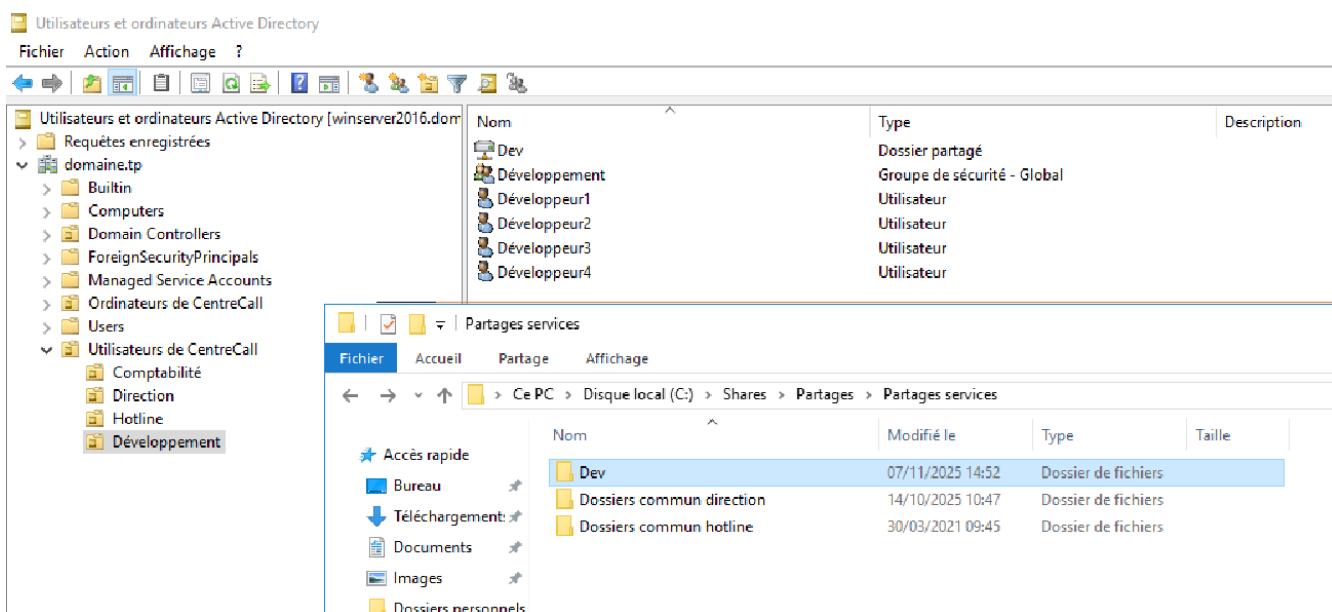 Utilisateurs et ordinateurs Active Directory
Fichier Action Affichage ?
Utilisateurs et ordinateurs Active Directory [winserver2016.dom
Requêtes enregistrées
domaine.tp
Builtin
Computers
Domain Controllers
ForeignSecurityPrincipals
Managed Service Accounts
Ordinateurs de CentreCall
Users
Utilisateurs de CentreCall
Comptabilité
Direction
Hotline
Développement
Nom Type Description
Dev Dossier partagé
Développement Groupe de sécurité - Global
Développeur1 Utilisateur
Développeur2 Utilisateur
Développeur3 Utilisateur
Développeur4 Utilisateur
Partages services
Fichier Accueil Partage Affichage
Ce PC > Disque local (C:) > Shares > Partages > Partages services
Accès rapide
Bureau
Téléchargement:
Documents
Images
Dossiers personnels
Nom Modifié le Type Taille
Dev 07/11/2025 14:52 Dossier de fichiers
Dossiers commun direction 14/10/2025 10:47 Dossier de fichiers
Dossiers commun hotline 30/03/2021 09:45 Dossier de fichiers